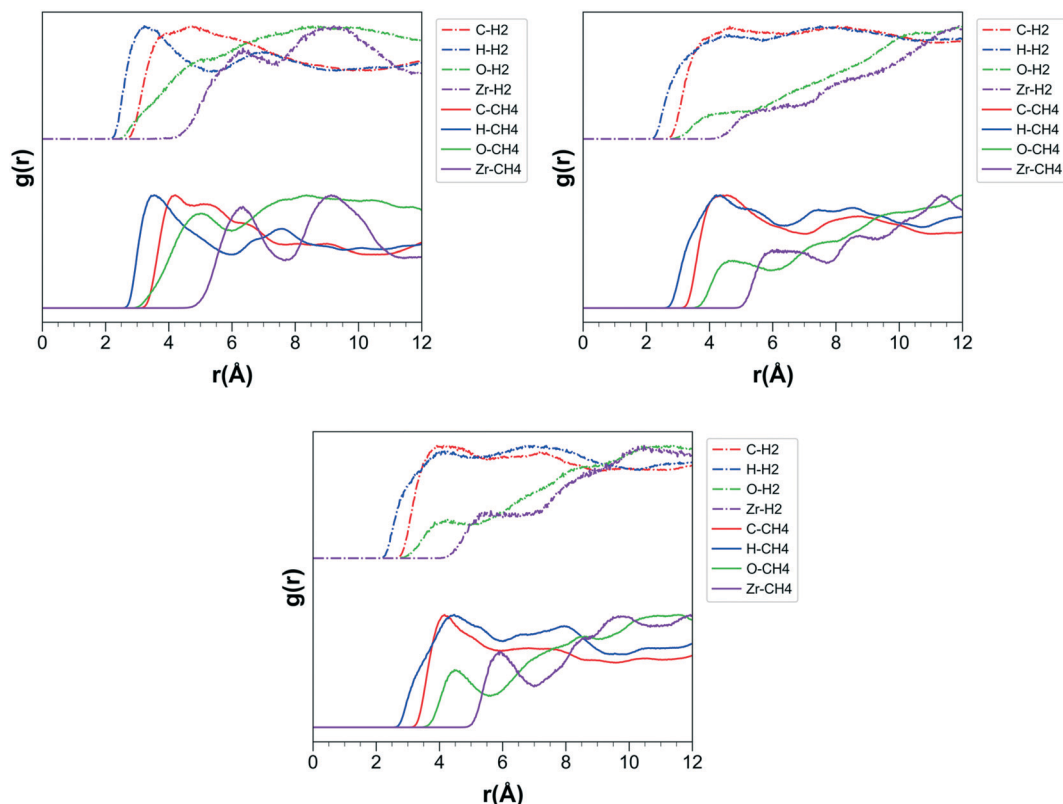 g(r)
C-H2
H-H2
O-H2
Zr-H2
C-CH4
H-CH4
O-CH4
Zr-CH4
0 2 4 6 8 10 12
r(Å)
g(r)
C-H2
H-H2
O-H2
Zr-H2
C-CH4
H-CH4
O-CH4
Zr-CH4
0 2 4 6 8 10 12
r(Å)
g(r)
C-H2
H-H2
O-H2
Zr-H2
C-CH4
H-CH4
O-CH4
Zr-CH4
0 2 4 6 8 10 12
r(Å)